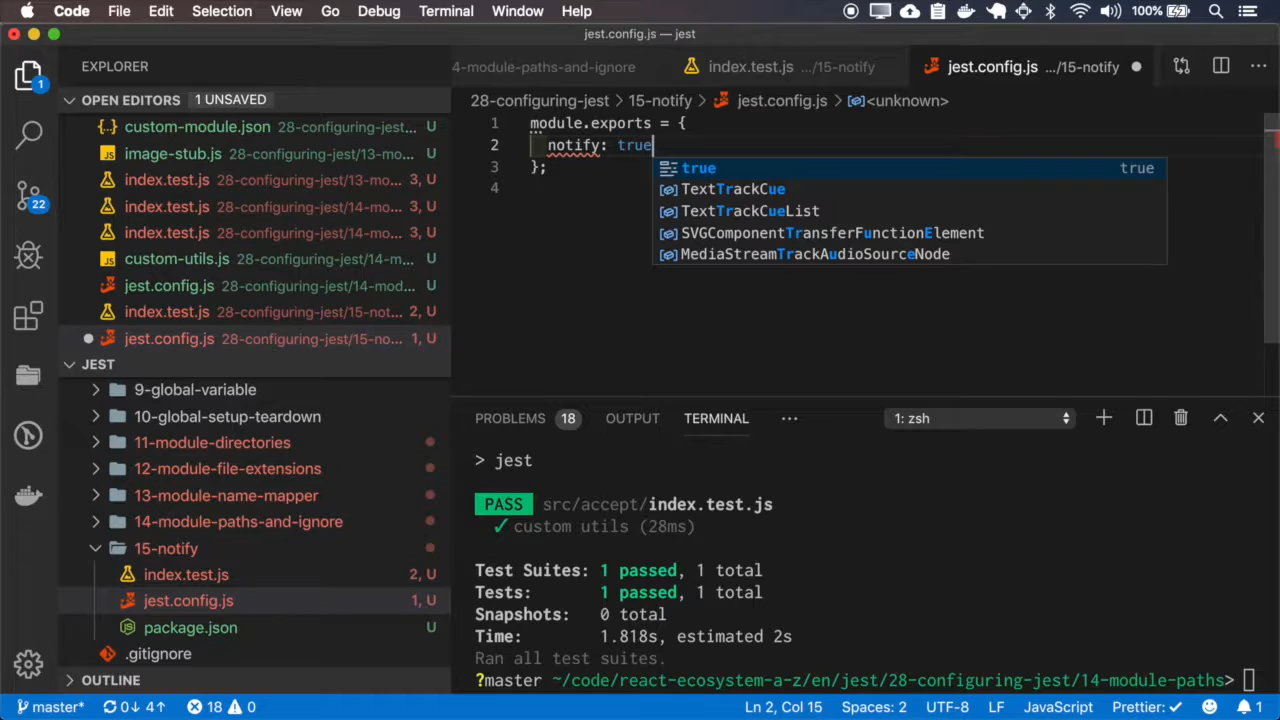 Code File Edit Selection View Go Debug Terminal Window Help 100%
jest.config.js — jest
EXPLORER
4-module-paths-and-ignore index.test.js .../15-notify jest.config.js .../15-notify
OPEN EDITORS 1 UNSAVED
28-configuring-jest > 15-notify > jest.config.js > <unknown>
custom-module.json 28-configuring-jest... U
image-stub.js 28-configuring-jest/13-m... U
index.test.js 28-configuring-jest/13-mo... 3, U
index.test.js 28-configuring-jest/14-mo... 3, U
index.test.js 28-configuring-jest/14-mo... 3, U
custom-utils.js 28-configuring-jest/14-m... U
jest.config.js 28-configuring-jest/14-mod... U
index.test.js 28-configuring-jest/15-not... 2, U
jest.config.js 28-configuring-jest/15-no... 1, U
1 module.exports = {
2 notify: true
3 };
4
true true
TextTrackCue
TextTrackCueList
SVGComponentTransferFunctionElement
MediaStreamTrackAudioSourceNode
JEST
9-global-variable
10-global-setup-teardown
11-module-directories
12-module-file-extensions
13-module-name-mapper
14-module-paths-and-ignore
15-notify
index.test.js 2, U
jest.config.js 1, U
package.json U
.gitignore
OUTLINE
1
22
PROBLEMS 18 OUTPUT TERMINAL ... 1: zsh
> jest
PASS src/accept/index.test.js
✓ custom utils (28ms)
Test Suites: 1 passed, 1 total
Tests: 1 passed, 1 total
Snapshots: 0 total
Time: 1.818s, estimated 2s
Ran all test suites.
?master ~/code/react-ecosystem-a-z/en/jest/28-configuring-jest/14-module-paths>
master* 0↓ 4↑ 18 0 Ln 2, Col 15 Spaces: 2 UTF-8 LF JavaScript Prettier: ✓ 1